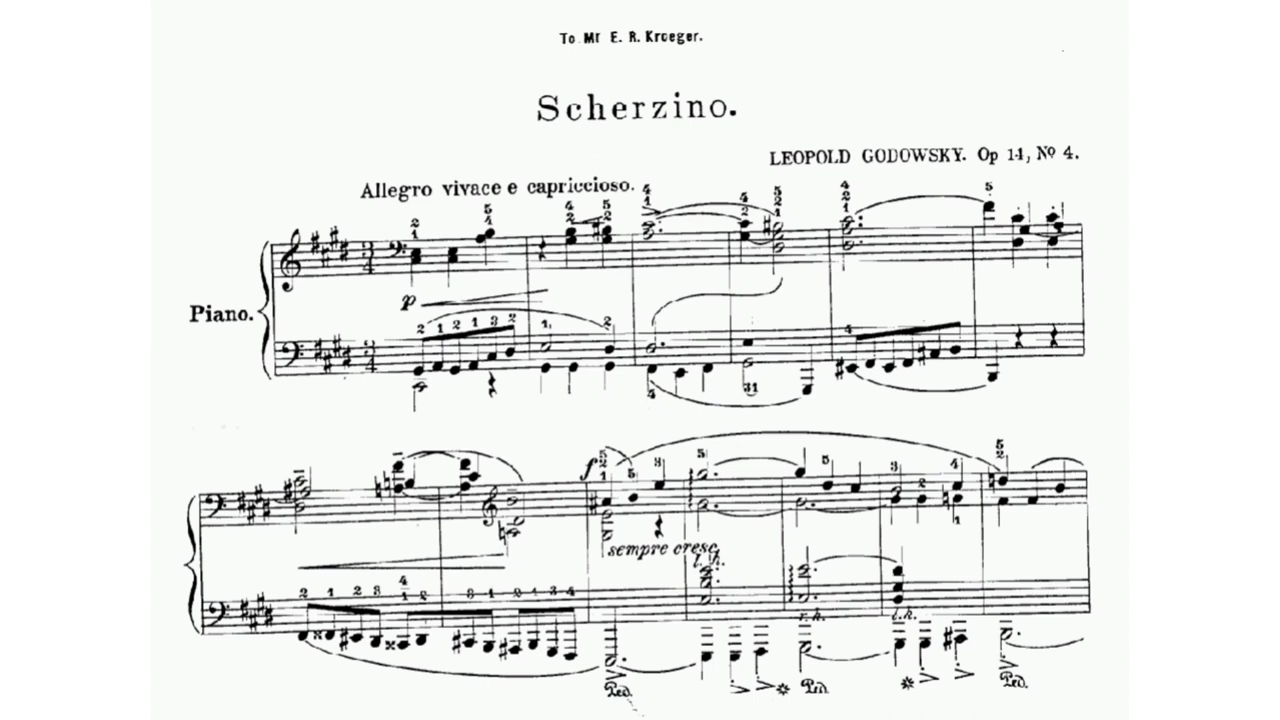 To Mr E. R. Kroeger.
Scherzino.
LEOPOLD GODOWSKY. Op 14, No 4.
Allegro vivace e capriccioso.
Piano.
p
f
sempre cresc.
l.h.
r.h.
l.h.
Ped. Ped. Ped.